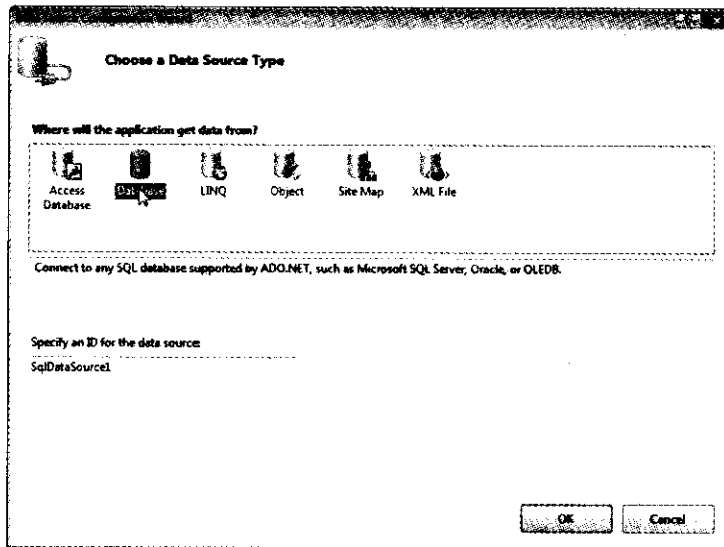 Choose a Data Source Type
Where will the application get data from?
Access Database
Database
LINQ
Object
Site Map
XML File
Connect to any SQL database supported by ADO.NET, such as Microsoft SQL Server, Oracle, or OLEDB.
Specify an ID for the data source:
SqlDataSource1
OK
Cancel